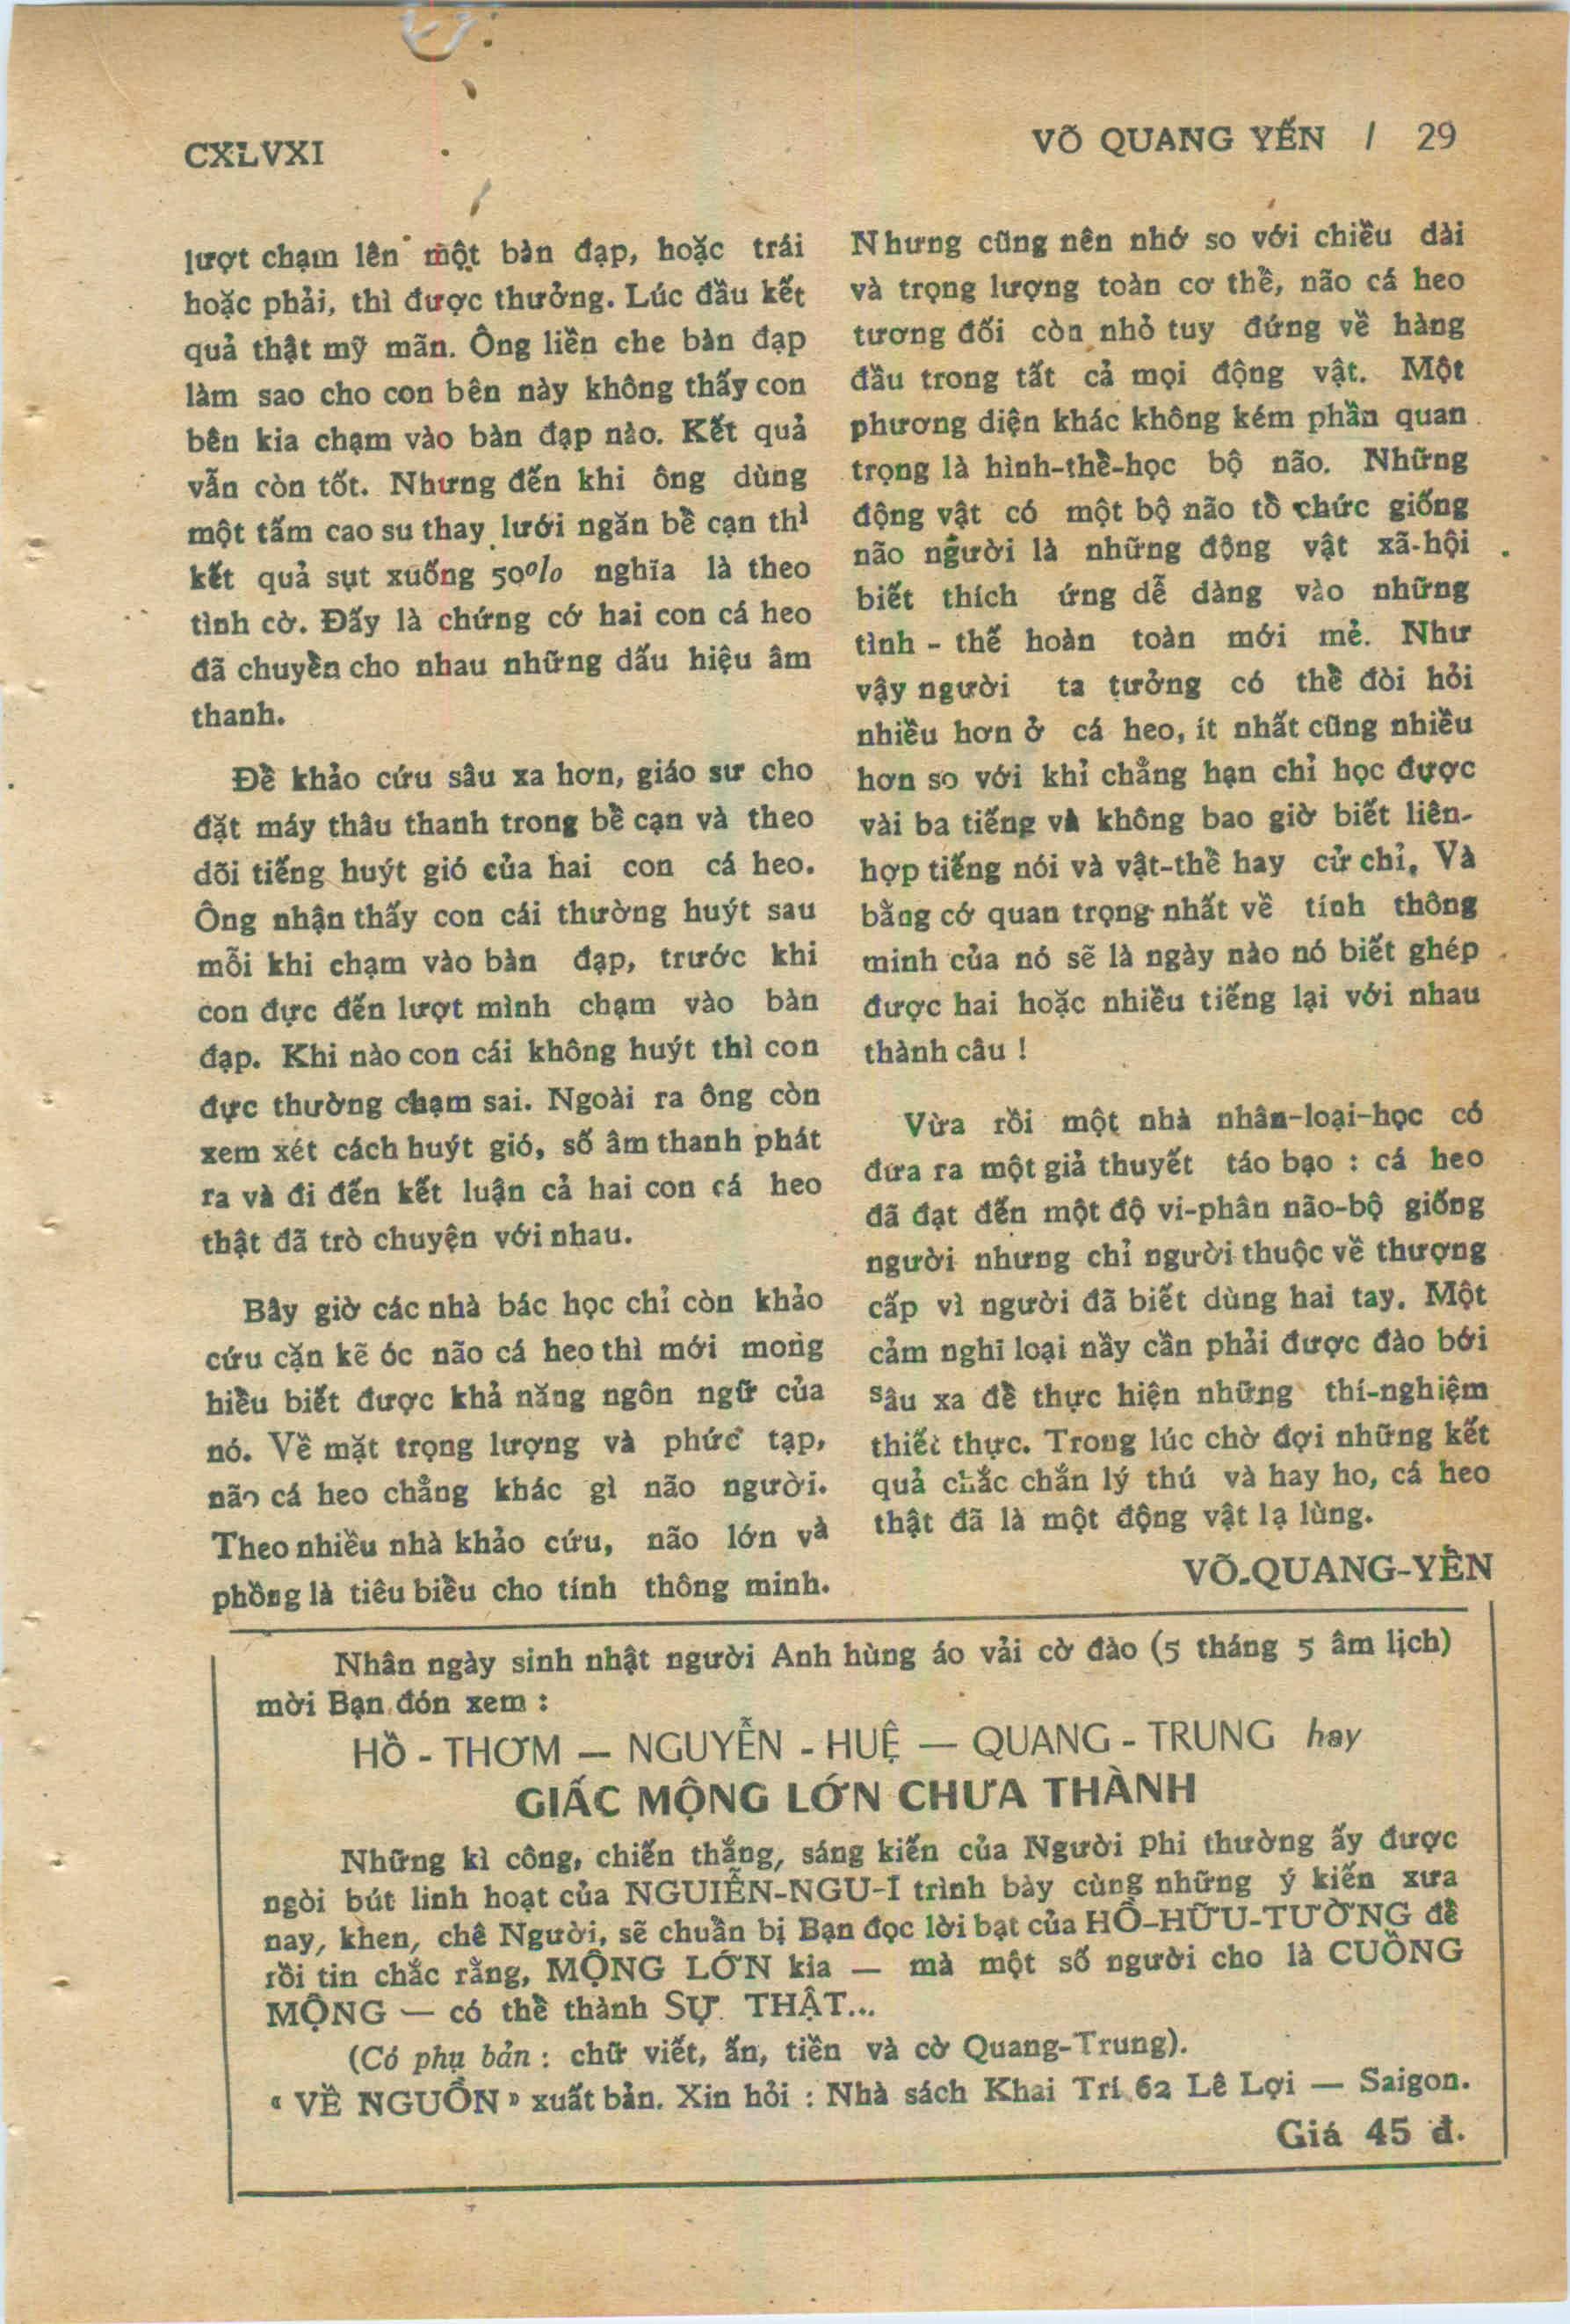 CXLVXI
VÕ QUANG YẾN / 29
lượt chạm lên một bàn đạp, hoặc trái
hoặc phải, thì được thưởng. Lúc đầu kết
quả thật mỹ mãn. Ông liền che bàn đạp
làm sao cho con bên này không thấy con
bên kia chạm vào bàn đạp nào. Kết quả
vẫn còn tốt. Nhưng đến khi ông dùng
một tấm cao su thay lưới ngăn bể cạn thì
kết quả sụt xuống 50% nghĩa là theo
tình cờ. Đấy là chứng cớ hai con cá heo
đã chuyền cho nhau những dấu hiệu âm
thanh.
Để khảo cứu sâu xa hơn, giáo sư cho
đặt máy thâu thanh trong bể cạn và theo
dõi tiếng huýt gió của hai con cá heo.
Ông nhận thấy con cái thường huýt sau
mỗi khi chạm vào bàn đạp, trước khi
con đực đến lượt mình chạm vào bàn
đạp. Khi nào con cái không huýt thì con
đực thường chạm sai. Ngoài ra ông còn
xem xét cách huýt gió, số âm thanh phát
ra và đi đến kết luận cả hai con cá heo
thật đã trò chuyện với nhau.
Bây giờ các nhà bác học chỉ còn khảo
cứu cặn kẽ óc não cá heo thì mới mong
hiểu biết được khả năng ngôn ngữ của
nó. Về mặt trọng lượng và phức tạp,
não cá heo chẳng khác gì não người.
Theo nhiều nhà khảo cứu, não lớn và
phồng là tiêu biểu cho tính thông minh.
Nhưng cũng nên nhớ so với chiều dài
và trọng lượng toàn cơ thể, não cá heo
tương đối còn nhỏ tuy đứng về hàng
đầu trong tất cả mọi động vật. Một
phương diện khác không kém phần quan
trọng là hình-thể-học bộ não. Những
động vật có một bộ não tổ chức giống
não người là những động vật xã-hội
biết thích ứng dễ dàng vào những
tình - thế hoàn toàn mới mẻ. Như
vậy người ta tưởng có thể đòi hỏi
nhiều hơn ở cá heo, ít nhất cũng nhiều
hơn so với khỉ chẳng hạn chỉ học được
vài ba tiếng và không bao giờ biết liên-
hợp tiếng nói và vật-thể hay cử chỉ. Và
bằng cớ quan trọng nhất về tính thông
minh của nó sẽ là ngày nào nó biết ghép
được hai hoặc nhiều tiếng lại với nhau
thành câu !
Vừa rồi một nhà nhân-loại-học có
đưa ra một giả thuyết táo bạo : cá heo
đã đạt đến một độ vi-phân não-bộ giống
người nhưng chỉ người thuộc về thượng
cấp vì người đã biết dùng hai tay. Một
cảm nghĩ loại nầy cần phải được đào bới
sâu xa để thực hiện những thí-nghiệm
thiết thực. Trong lúc chờ đợi những kết
quả chắc chắn lý thú và hay ho, cá heo
thật đã là một động vật lạ lùng.
VÕ-QUANG-YẾN
Nhân ngày sinh nhật người Anh hùng áo vải cờ đào (5 tháng 5 âm lịch)
mời Bạn đón xem :
HỒ - THƠM — NGUYỄN - HUỆ — QUANG - TRUNG hay
GIẤC MỘNG LỚN CHƯA THÀNH
Những kì công, chiến thắng, sáng kiến của Người phi thường ấy được
ngòi bút linh hoạt của NGUIỄN-NGU-Í trình bày cùng những ý kiến xưa
nay, khen, chê Người, sẽ chuẩn bị Bạn đọc lời bạt của HỒ-HỮU-TƯỜNG để
rồi tin chắc rằng, MỘNG LỚN kia — mà một số người cho là CUỒNG
MỘNG — có thể thành SỰ THẬT...
(Có phụ bản : chữ viết, ấn, tiền và cờ Quang-Trung).
« VỀ NGUỒN » xuất bản. Xin hỏi : Nhà sách Khai Trí 62 Lê Lợi — Saigon.
Giá 45 đ.